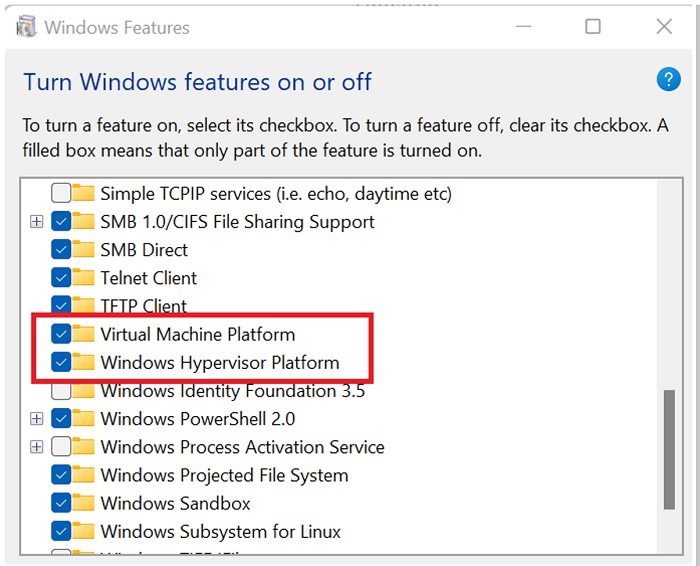 Windows Features
Turn Windows features on or off
To turn a feature on, select its checkbox. To turn a feature off, clear its checkbox. A
filled box means that only part of the feature is turned on.
Simple TCPIP services (i.e. echo, daytime etc)
SMB 1.0/CIFS File Sharing Support
SMB Direct
Telnet Client
TFTP Client
Virtual Machine Platform
Windows Hypervisor Platform
Windows Identity Foundation 3.5
Windows PowerShell 2.0
Windows Process Activation Service
Windows Projected File System
Windows Sandbox
Windows Subsystem for Linux